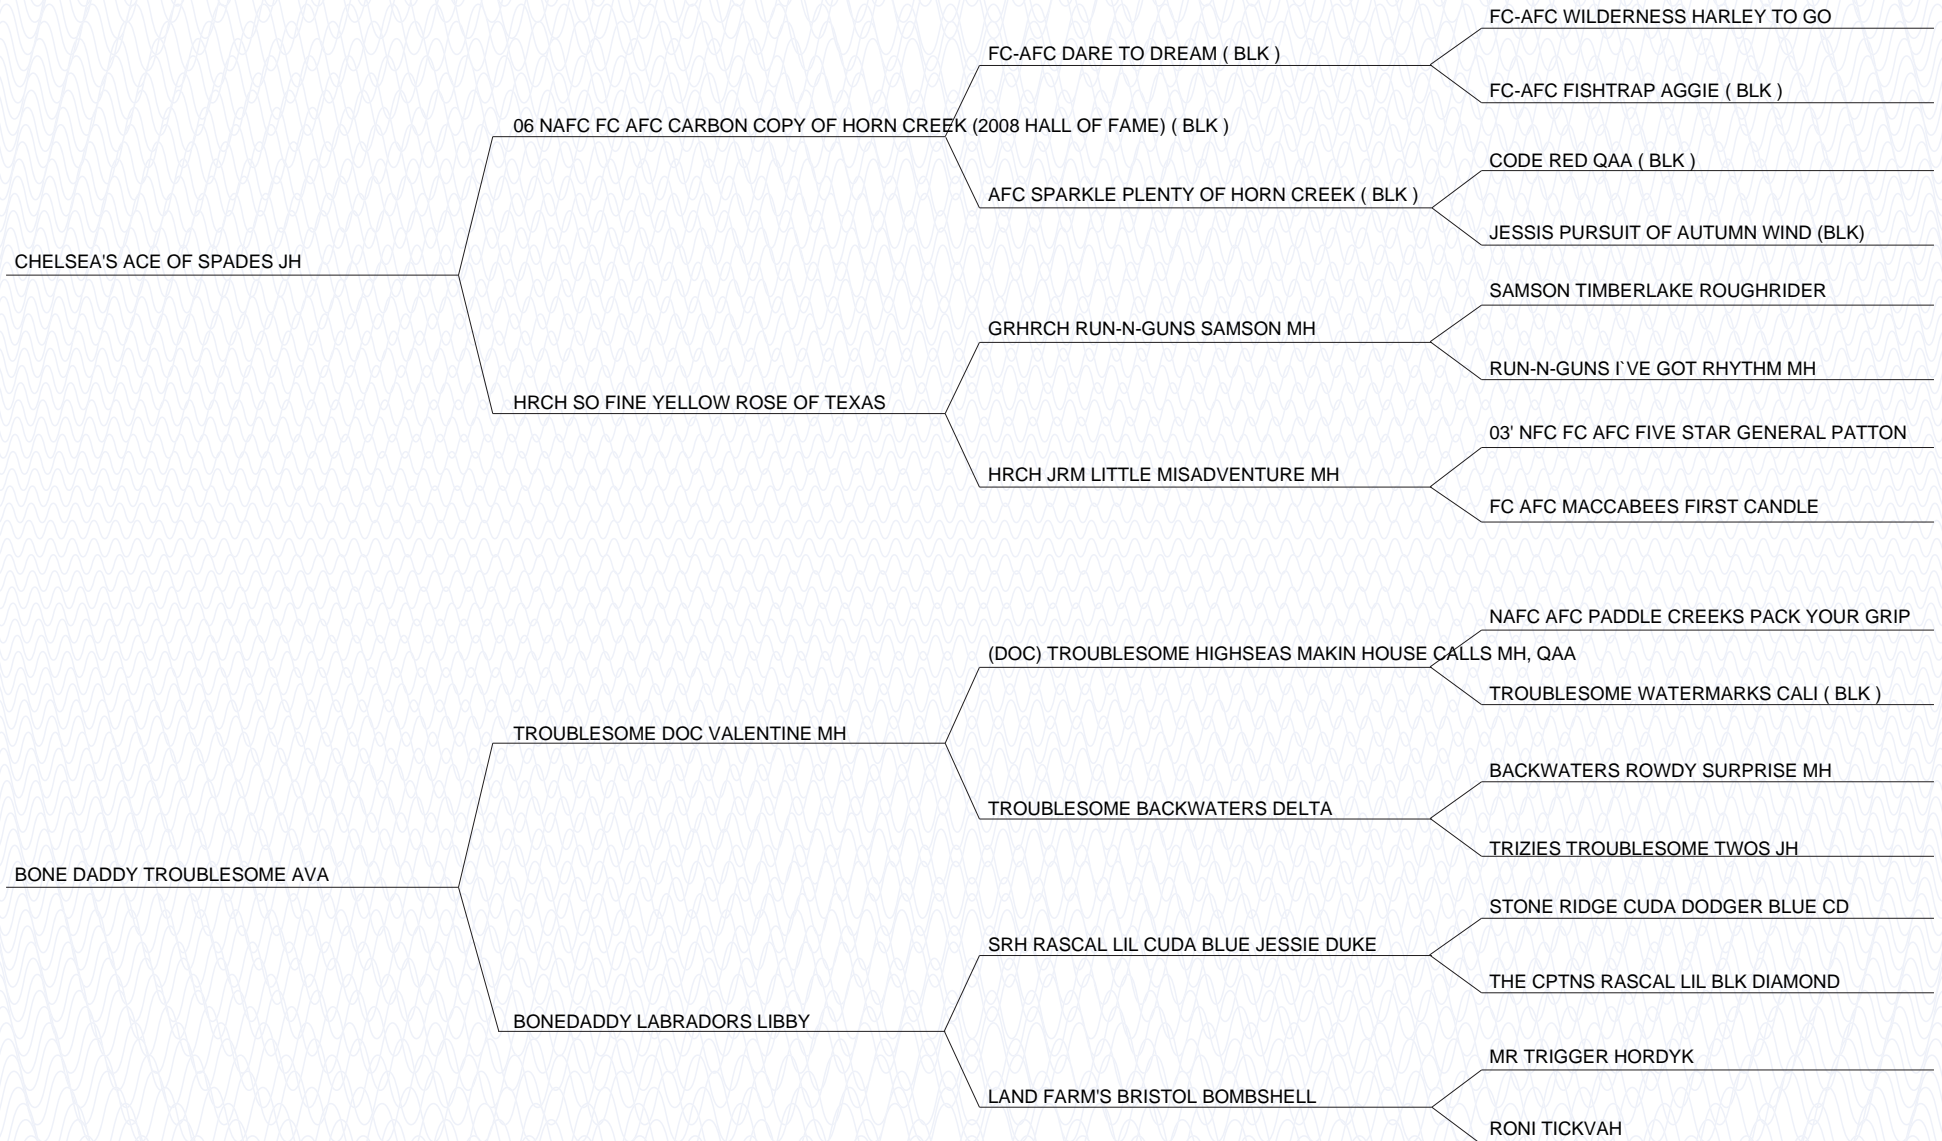 FC-AFC WILDERNESS HARLEY TO GO
FC-AFC DARE TO DREAM ( BLK )
FC-AFC FISHTRAP AGGIE ( BLK )
06 NAFC FC AFC CARBON COPY OF HORN CREEK (2008 HALL OF FAME) ( BLK )
CODE RED QAA ( BLK )
AFC SPARKLE PLENTY OF HORN CREEK ( BLK )
JESSIS PURSUIT OF AUTUMN WIND (BLK)
CHELSEA'S ACE OF SPADES JH
SAMSON TIMBERLAKE ROUGHRIDER
GRHRCH RUN-N-GUNS SAMSON MH
RUN-N-GUNS I`VE GOT RHYTHM MH
HRCH SO FINE YELLOW ROSE OF TEXAS
03' NFC FC AFC FIVE STAR GENERAL PATTON
HRCH JRM LITTLE MISADVENTURE MH
FC AFC MACCABEES FIRST CANDLE
NAFC AFC PADDLE CREEKS PACK YOUR GRIP
(DOC) TROUBLESOME HIGHSEAS MAKIN HOUSE CALLS MH, QAA
TROUBLESOME WATERMARKS CALI ( BLK )
TROUBLESOME DOC VALENTINE MH
BACKWATERS ROWDY SURPRISE MH
TROUBLESOME BACKWATERS DELTA
TRIZIES TROUBLESOME TWOS JH
BONE DADDY TROUBLESOME AVA
STONE RIDGE CUDA DODGER BLUE CD
SRH RASCAL LIL CUDA BLUE JESSIE DUKE
THE CPTNS RASCAL LIL BLK DIAMOND
BONEDADDY LABRADORS LIBBY
MR TRIGGER HORDYK
LAND FARM'S BRISTOL BOMBSHELL
RONI TICKVAH